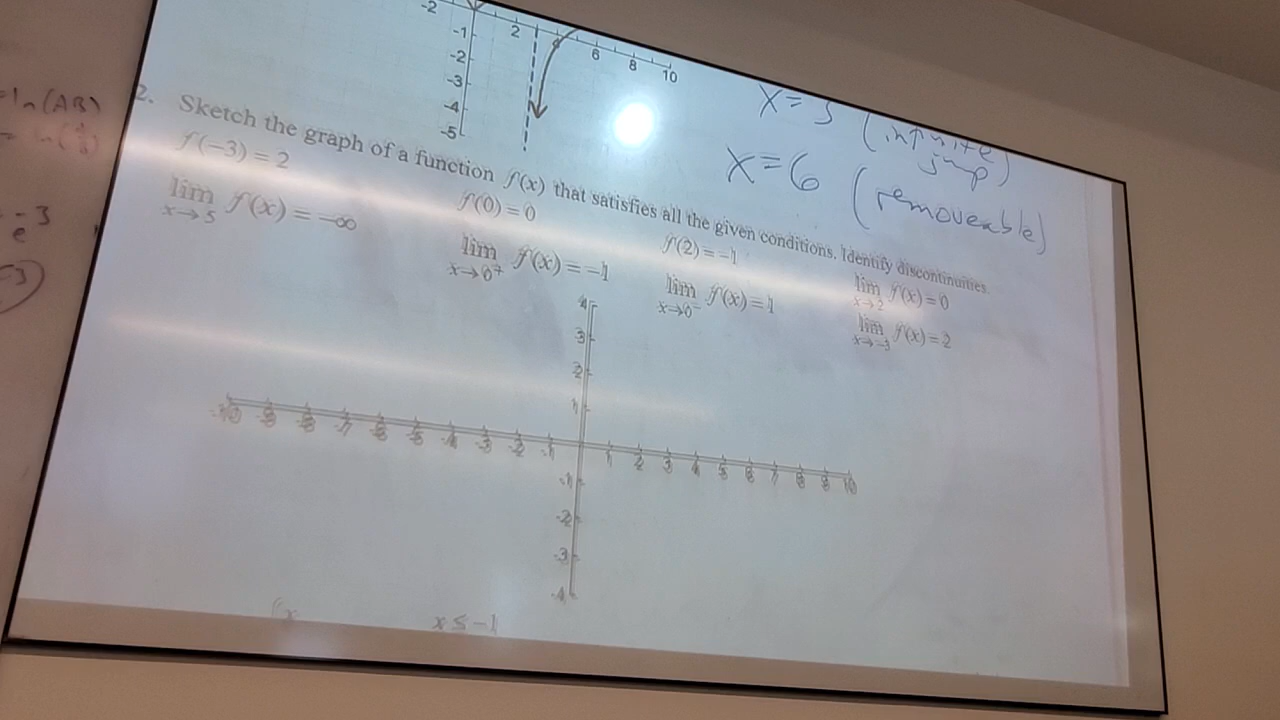 -2 2 4 6 8 10
-1
-2
-3
-4
-5
=ln(AB)
-3
e
x=3 (infinite
jump)
x=6 (removeable)
2. Sketch the graph of a function f(x) that satisfies all the given conditions. Identify discontinuities.
f(-3) = 2 f(0) = 0 f(2) = -1 lim x→2 f(x) = 0
lim x→5 f(x) = -∞ lim x→0⁺ f(x) = -1 lim x→0⁻ f(x) = 1 lim x→-3 f(x) = 2
4
3
2
1
-10 -9 -8 -7 -6 -5 -4 -3 -2 -1 1 2 3 4 5 6 7 8 9 10
-1
-2
-3
-4
x x ≤ -1